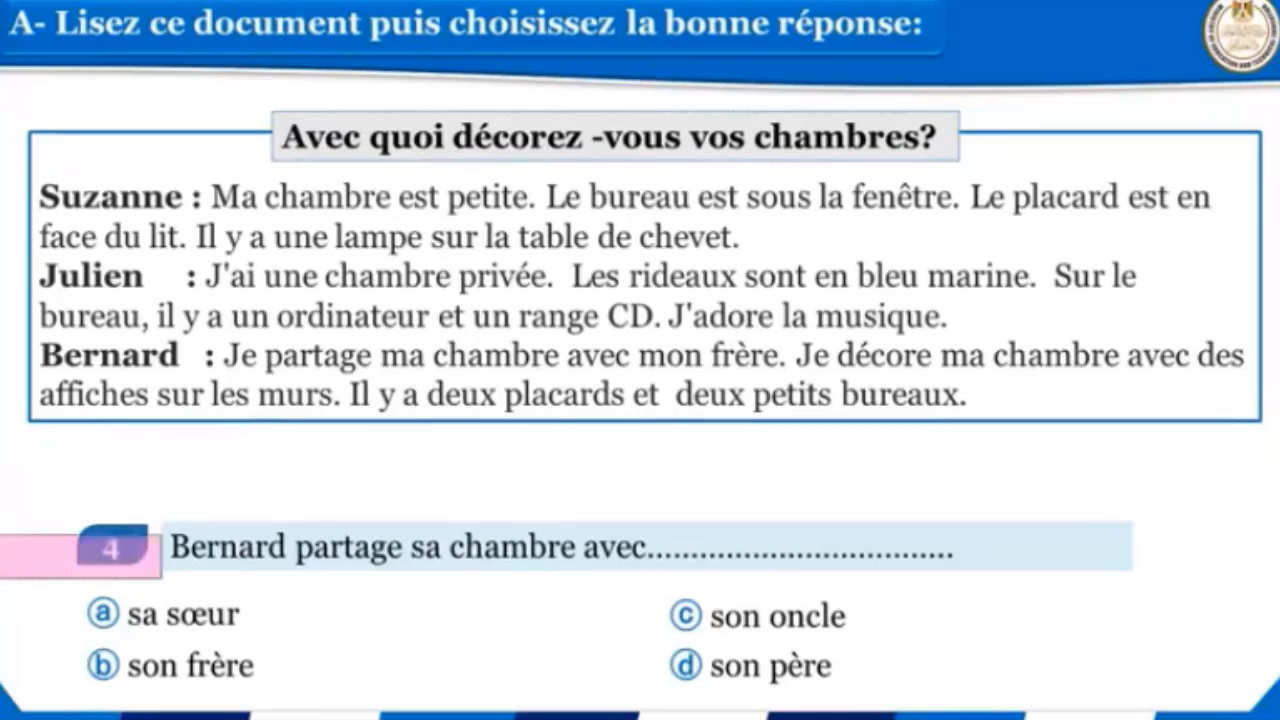 A- Lisez ce document puis choisissez la bonne réponse:
Avec quoi décorez -vous vos chambres?
Suzanne : Ma chambre est petite. Le bureau est sous la fenêtre. Le placard est en
face du lit. Il y a une lampe sur la table de chevet.
Julien : J'ai une chambre privée. Les rideaux sont en bleu marine. Sur le
bureau, il y a un ordinateur et un range CD. J'adore la musique.
Bernard : Je partage ma chambre avec mon frère. Je décore ma chambre avec des
affiches sur les murs. Il y a deux placards et deux petits bureaux.
4 Bernard partage sa chambre avec...................................
a sa sœur
b son frère
c son oncle
d son père